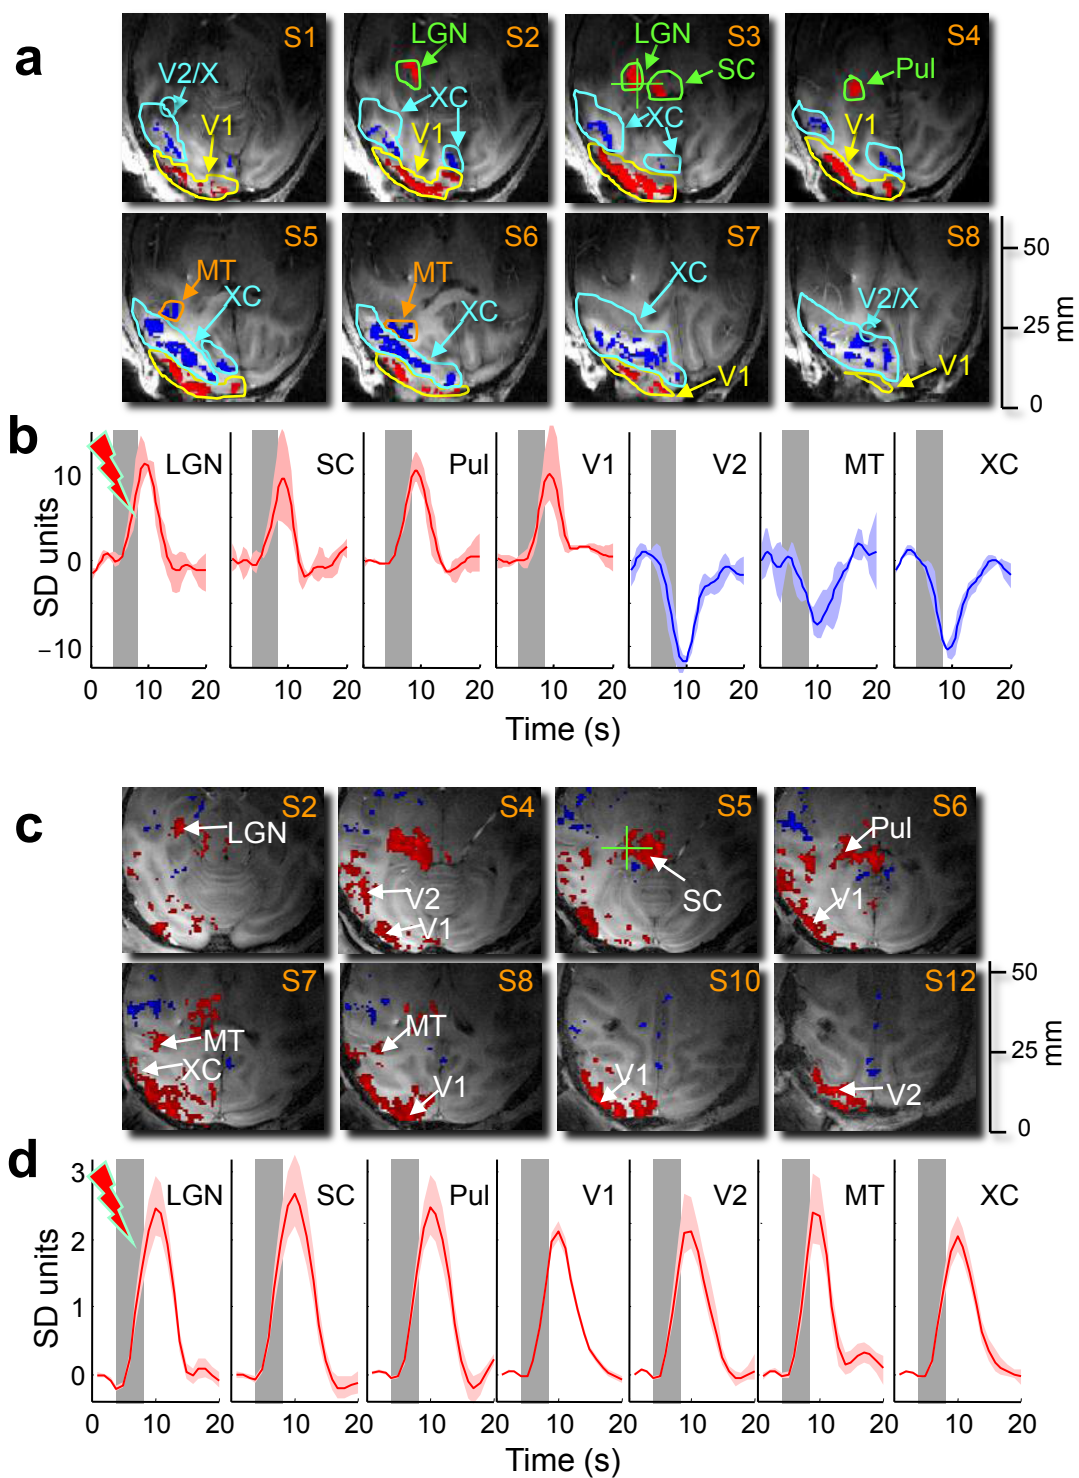 a
S1
V2/X
V1
S2
LGN
XC
V1
S3
LGN
SC
XC
S4
Pul
V1
S5
MT
XC
S6
MT
XC
S7
XC
V1
S8
V2/X
V1
50
25
0
mm
b
LGN
SC
Pul
V1
V2
MT
XC
10
0
−10
SD units
0 10 20
10 20
10 20
10 20
10 20
10 20
10 20
Time (s)
c
S2
LGN
S4
V2
V1
S5
SC
S6
Pul
V1
S7
MT
XC
S8
MT
V1
S10
V1
S12
V2
50
25
0
mm
d
LGN
SC
Pul
V1
V2
MT
XC
3
2
1
0
SD units
0 10 20
10 20
10 20
10 20
10 20
10 20
10 20
Time (s)